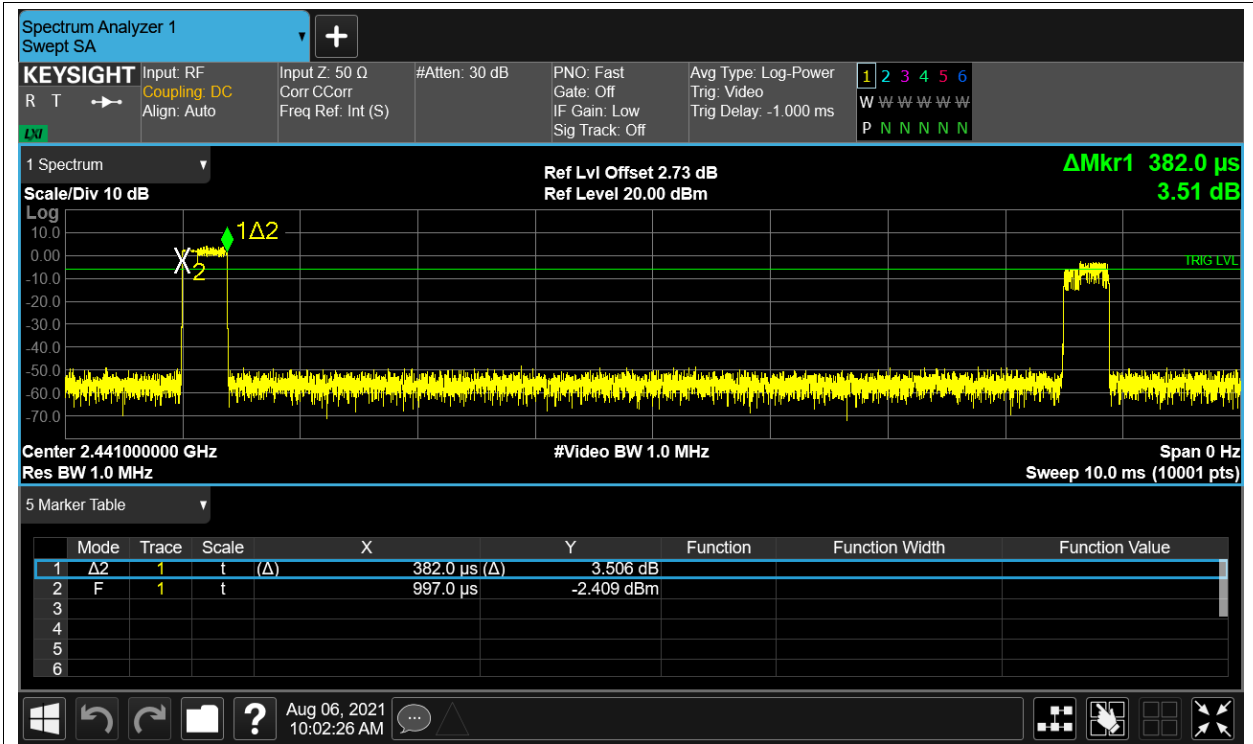 Spectrum Analyzer 1
Swept SA
KEYSIGHT Input: RF Input Z: 50 Ω #Atten: 30 dB PNO: Fast Avg Type: Log-Power 1 2 3 4 5 6
R T Coupling: DC Corr CCorr Gate: Off Trig: Video W W W W W W
Align: Auto Freq Ref: Int (S) IF Gain: Low Trig Delay: -1.000 ms
LXI Sig Track: Off P N N N N N
1 Spectrum Ref Lvl Offset 2.73 dB ΔMkr1 382.0 µs
Scale/Div 10 dB Ref Level 20.00 dBm 3.51 dB
Log
10.0 1Δ2
0.00 TRIG LVL
2
-10.0
-20.0
-30.0
-40.0
-50.0
-60.0
-70.0
Center 2.441000000 GHz #Video BW 1.0 MHz Span 0 Hz
Res BW 1.0 MHz Sweep 10.0 ms (10001 pts)
5 Marker Table
Mode Trace Scale X Y Function Function Width Function Value
1 Δ2 1 t (Δ) 382.0 µs (Δ) 3.506 dB
2 F 1 t 997.0 µs -2.409 dBm
3
4
5
6
? Aug 06, 2021
10:02:26 AM